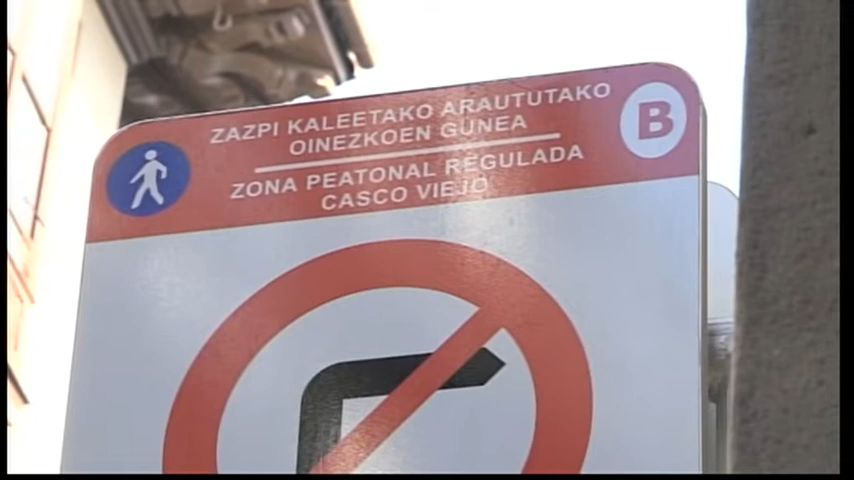 ZAZPI KALEETAKO ARAUTUTAKO
OINEZKOEN GUNEA
ZONA PEATONAL REGULADA
CASCO VIEJO
B